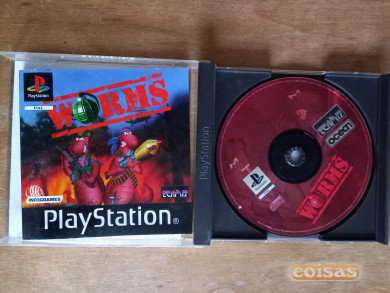 PlayStation
PAL
WORMS
INFOGRAMES
TEAM17
PlayStation
PlayStation
TEAM17
ocean
WORMS
coisas